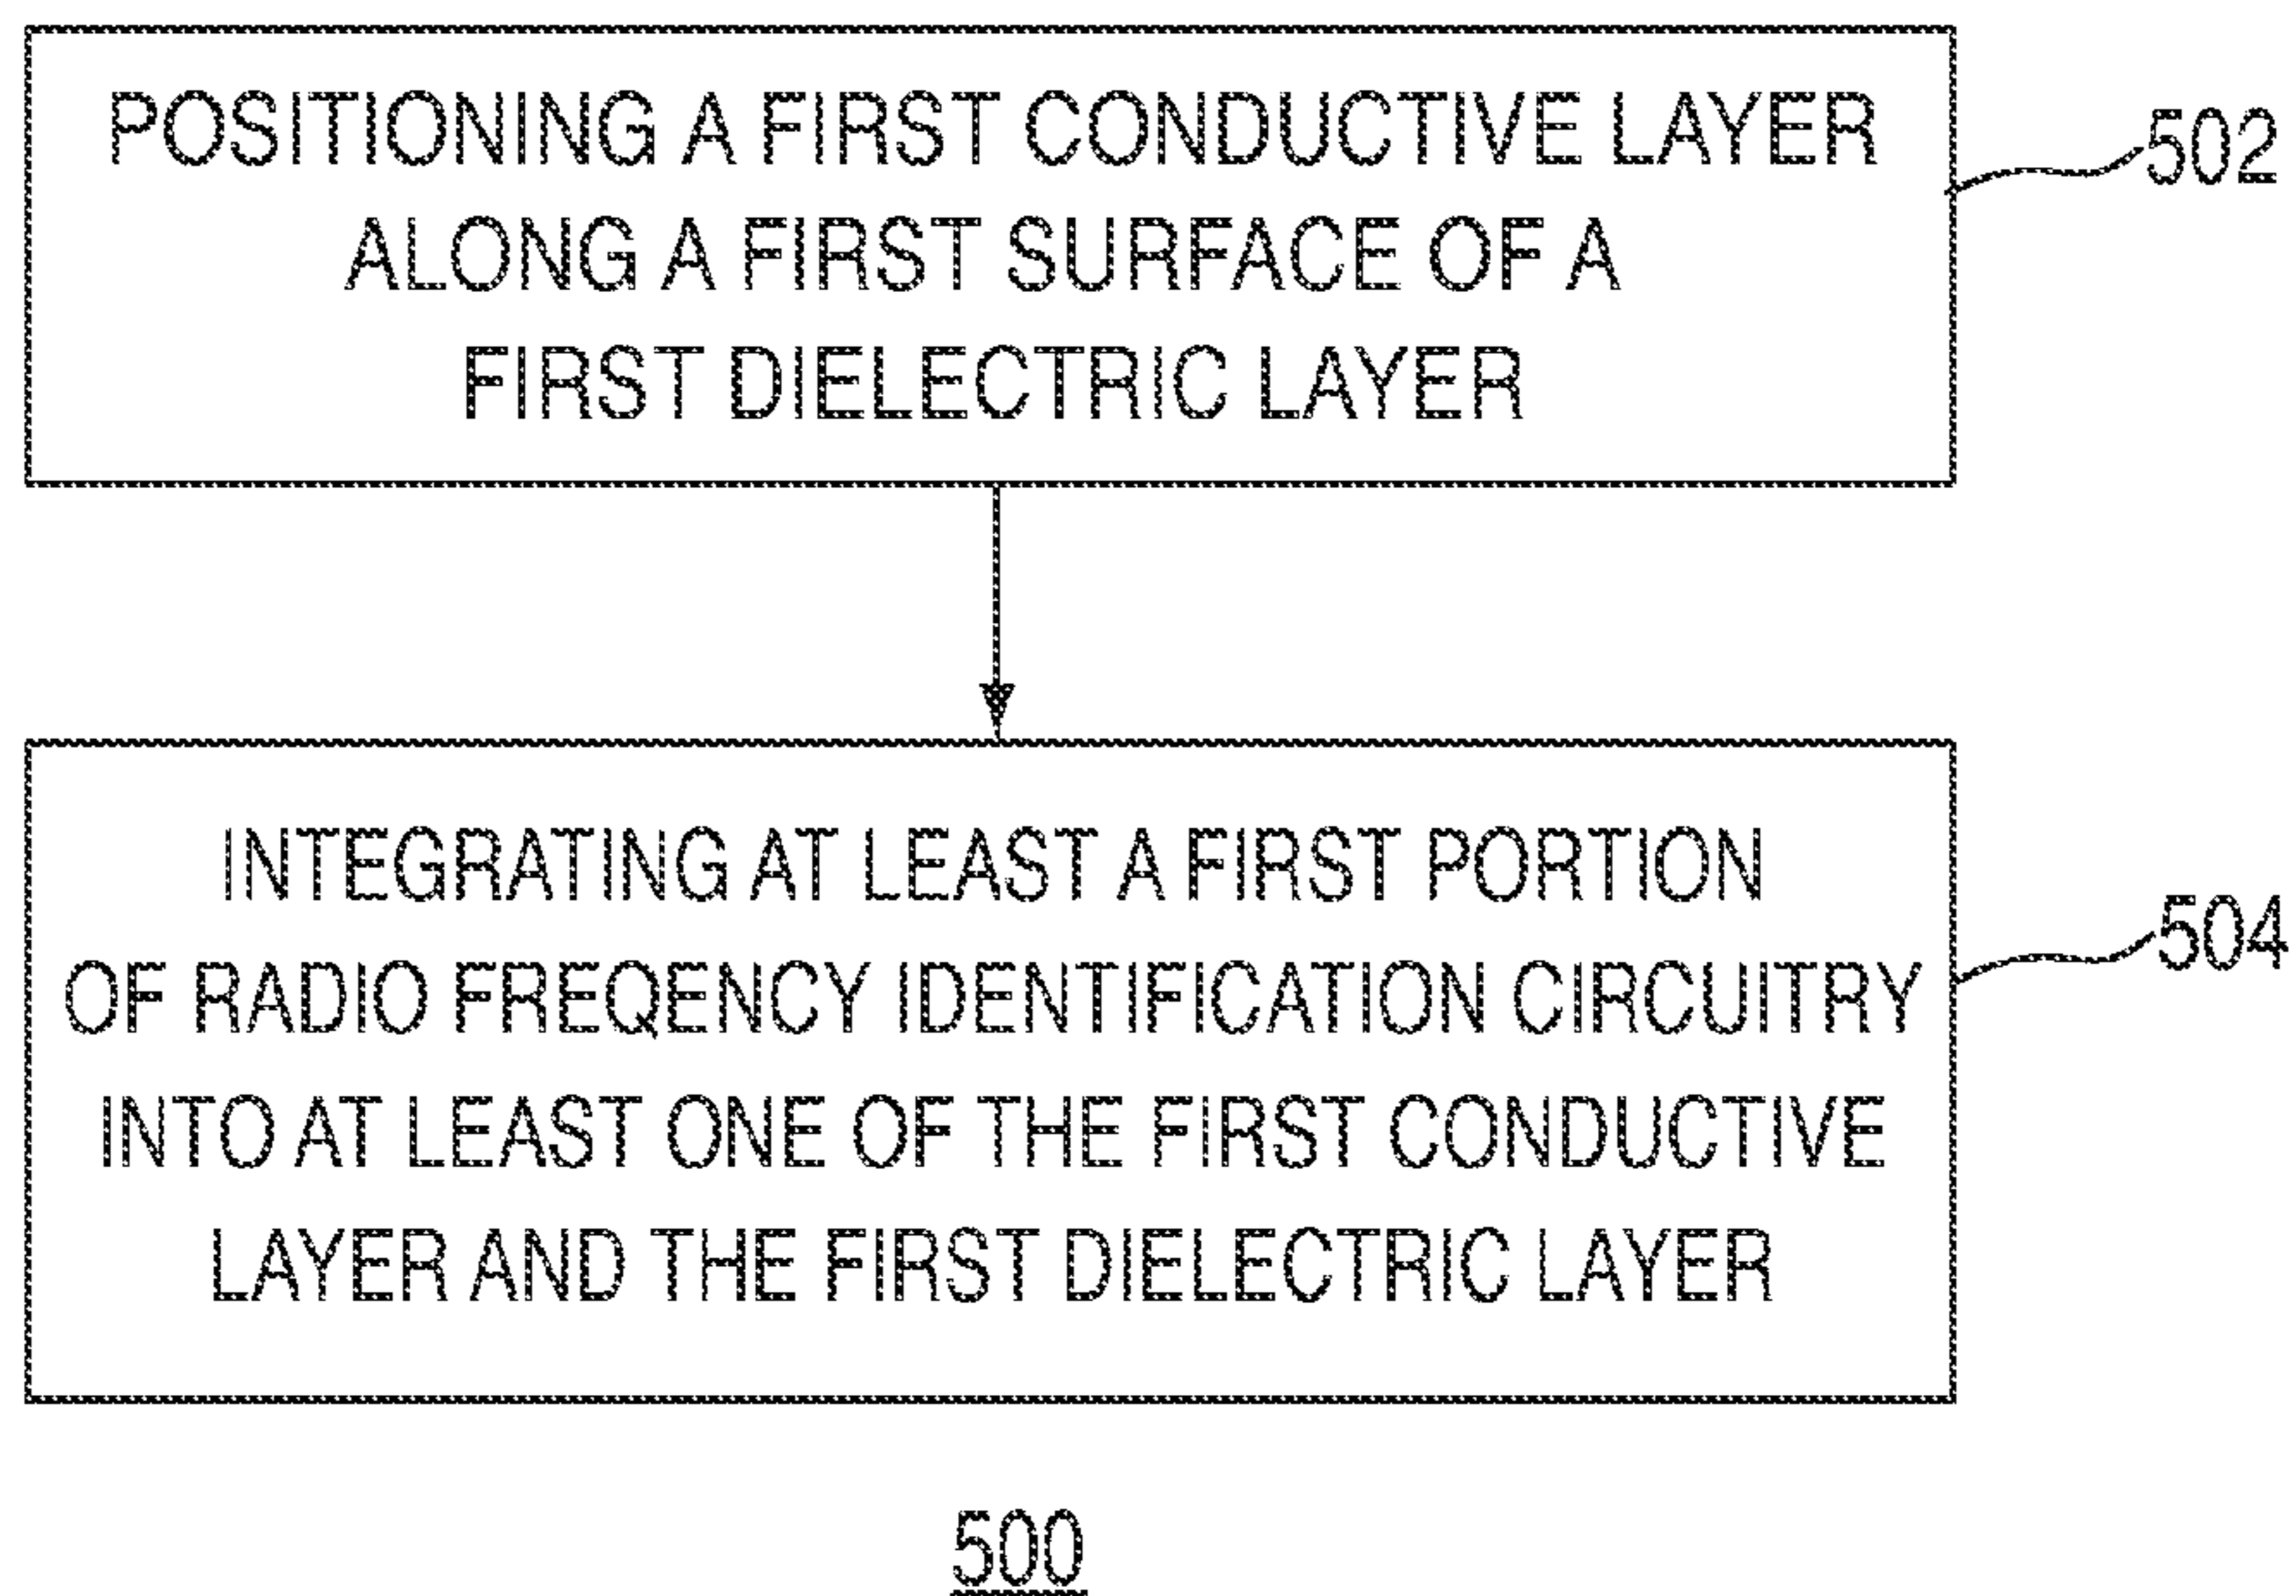 POSITIONING A FIRST CONDUCTIVE LAYER
ALONG A FIRST SURFACE OF A
FIRST DIELECTRIC LAYER
502
INTEGRATING AT LEAST A FIRST PORTION
OF RADIO FREQENCY IDENTIFICATION CIRCUITRY
INTO AT LEAST ONE OF THE FIRST CONDUCTIVE
LAYER AND THE FIRST DIELECTRIC LAYER
504
500